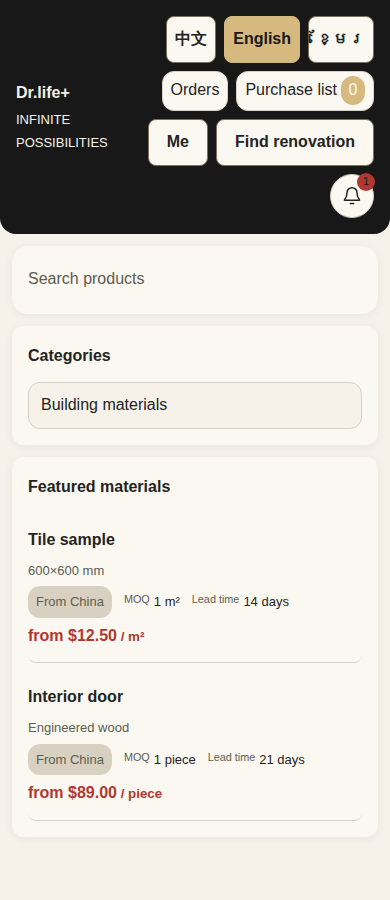 中文 English ខ្មែរ
Dr.life+
INFINITE
POSSIBILITIES
Orders Purchase list 0
Me Find renovation
1
Search products
Categories
Building materials
Featured materials
Tile sample
600×600 mm
From China MOQ 1 m² Lead time 14 days
from $12.50 / m²
Interior door
Engineered wood
From China MOQ 1 piece Lead time 21 days
from $89.00 / piece